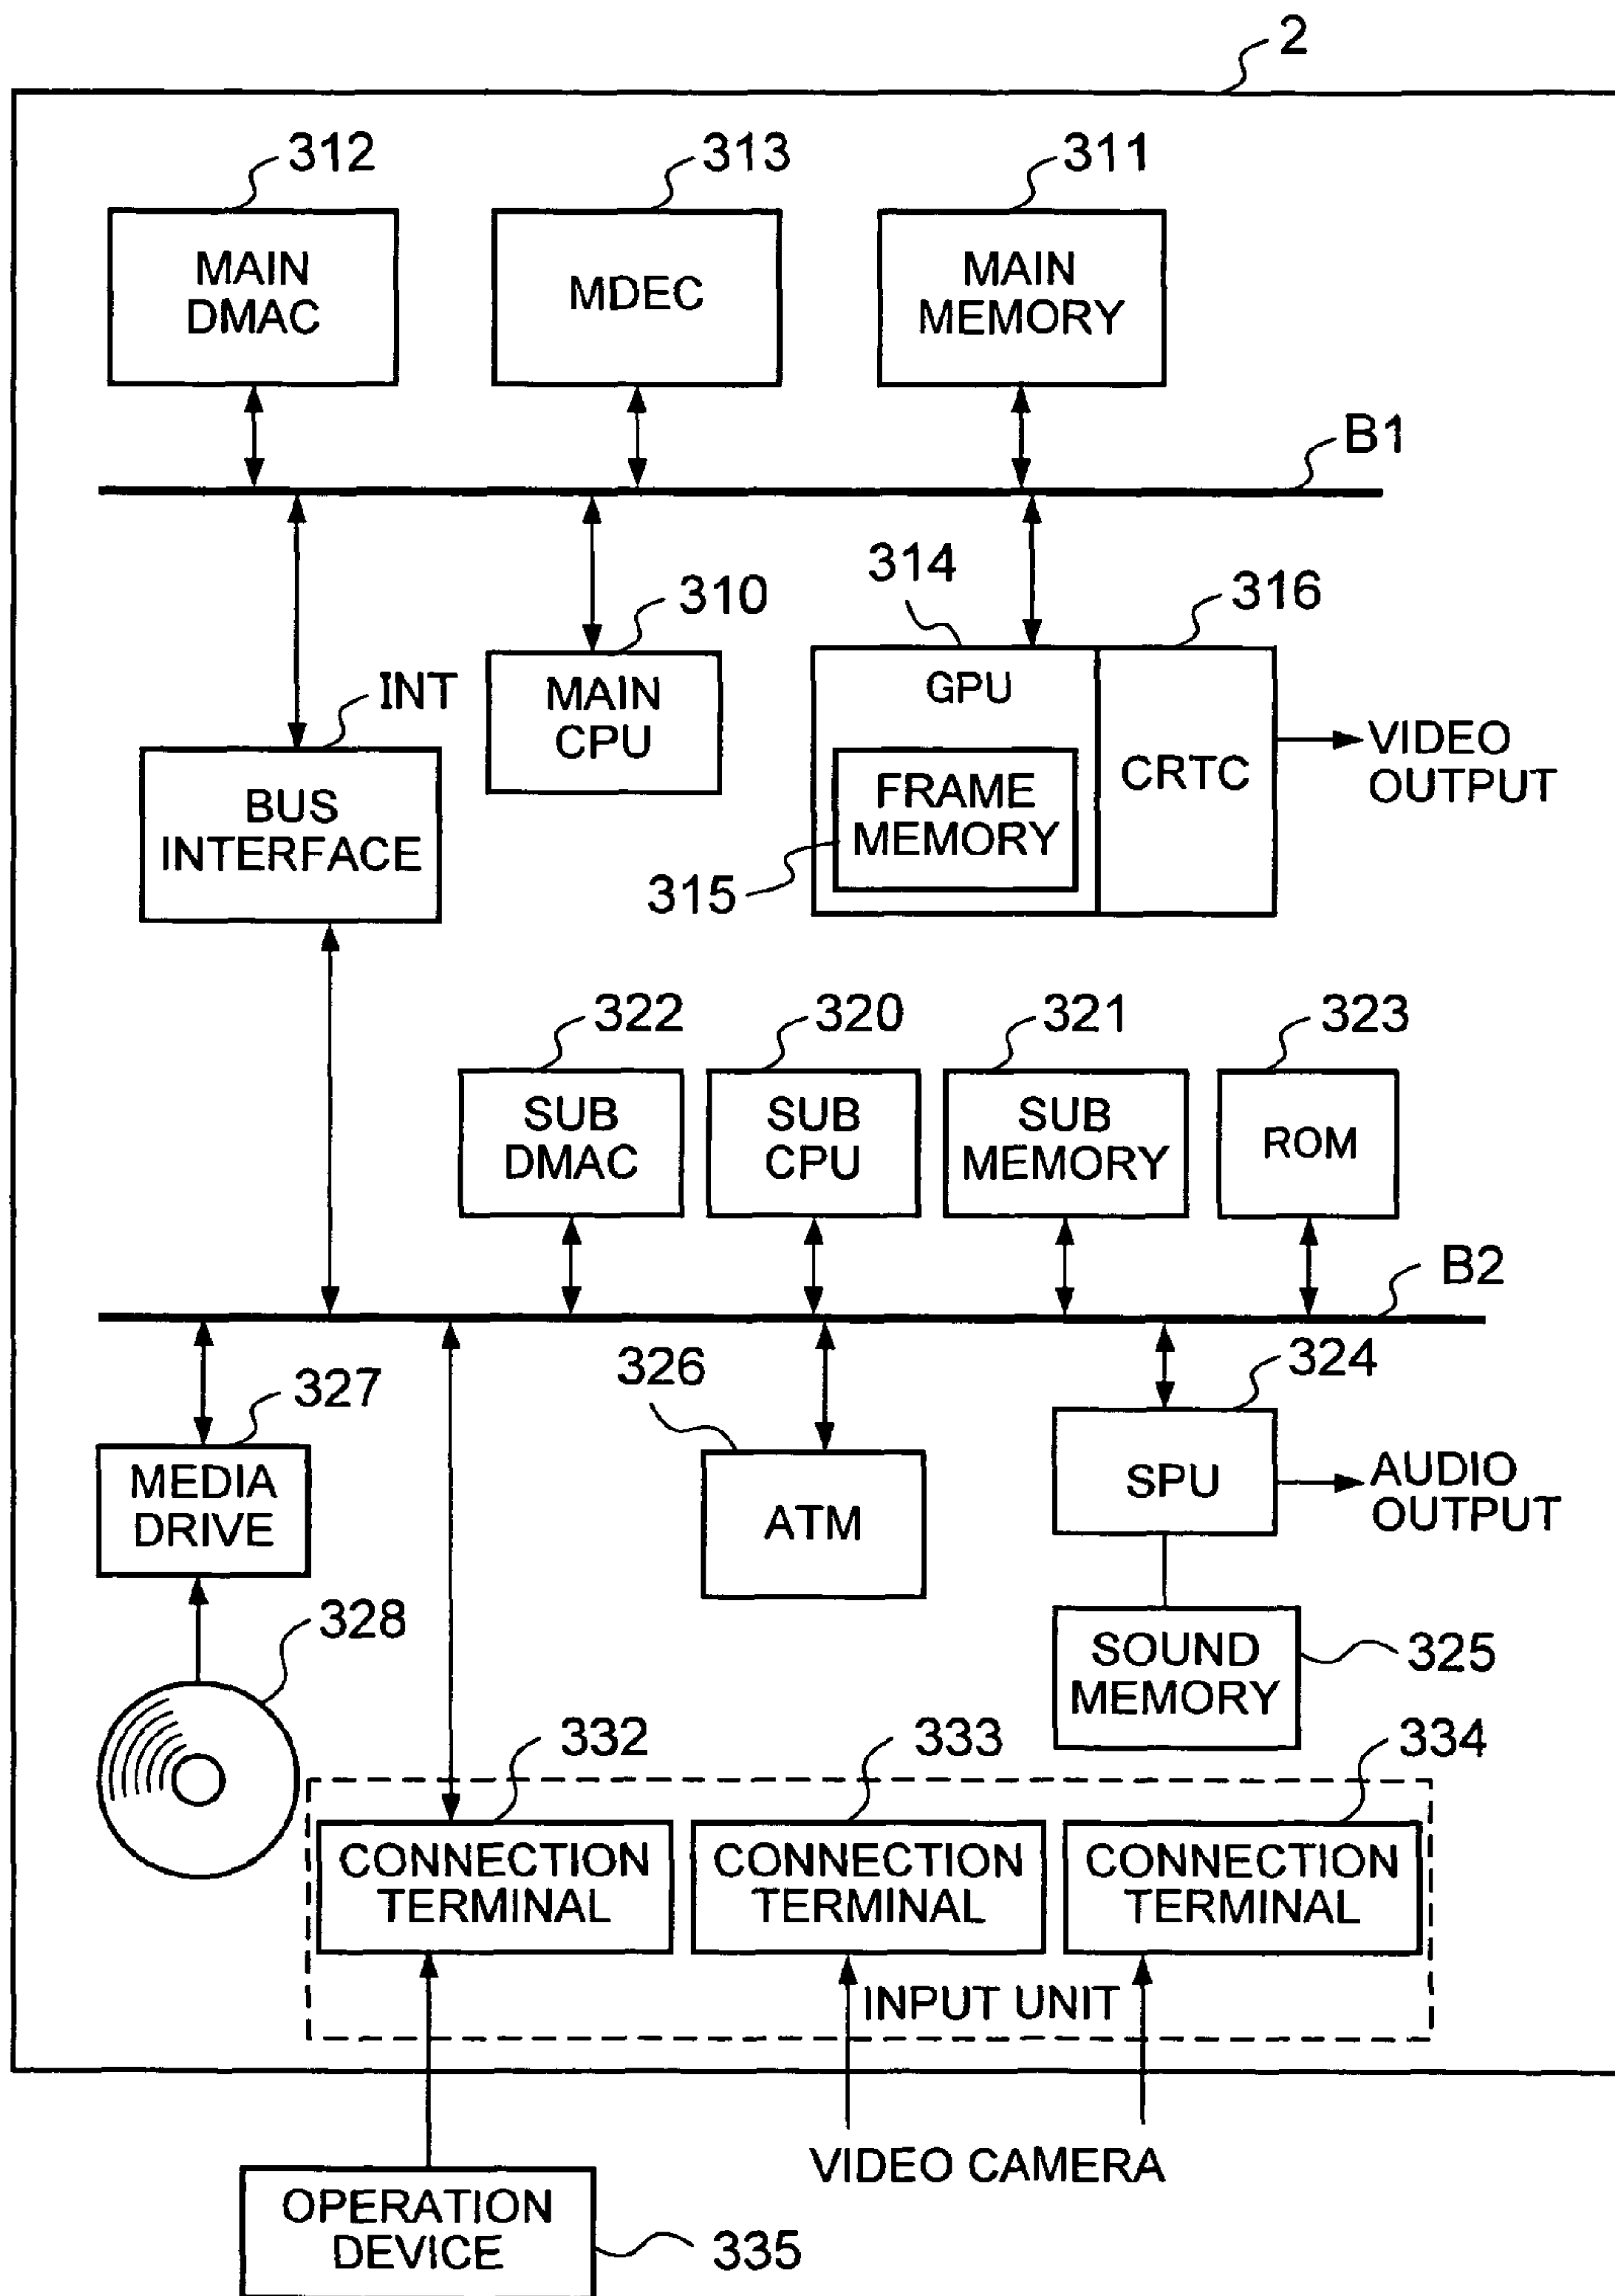 2
312
313
311
MAIN
DMAC
MDEC
MAIN
MEMORY
B1
314
316
310
INT
MAIN
CPU
GPU
FRAME
MEMORY
315
CRTC
VIDEO
OUTPUT
BUS
INTERFACE
322
320
321
323
SUB
DMAC
SUB
CPU
SUB
MEMORY
ROM
B2
327
326
324
MEDIA
DRIVE
ATM
SPU
AUDIO
OUTPUT
328
SOUND
MEMORY
325
332
333
334
CONNECTION
TERMINAL
CONNECTION
TERMINAL
CONNECTION
TERMINAL
INPUT UNIT
VIDEO CAMERA
OPERATION
DEVICE
335